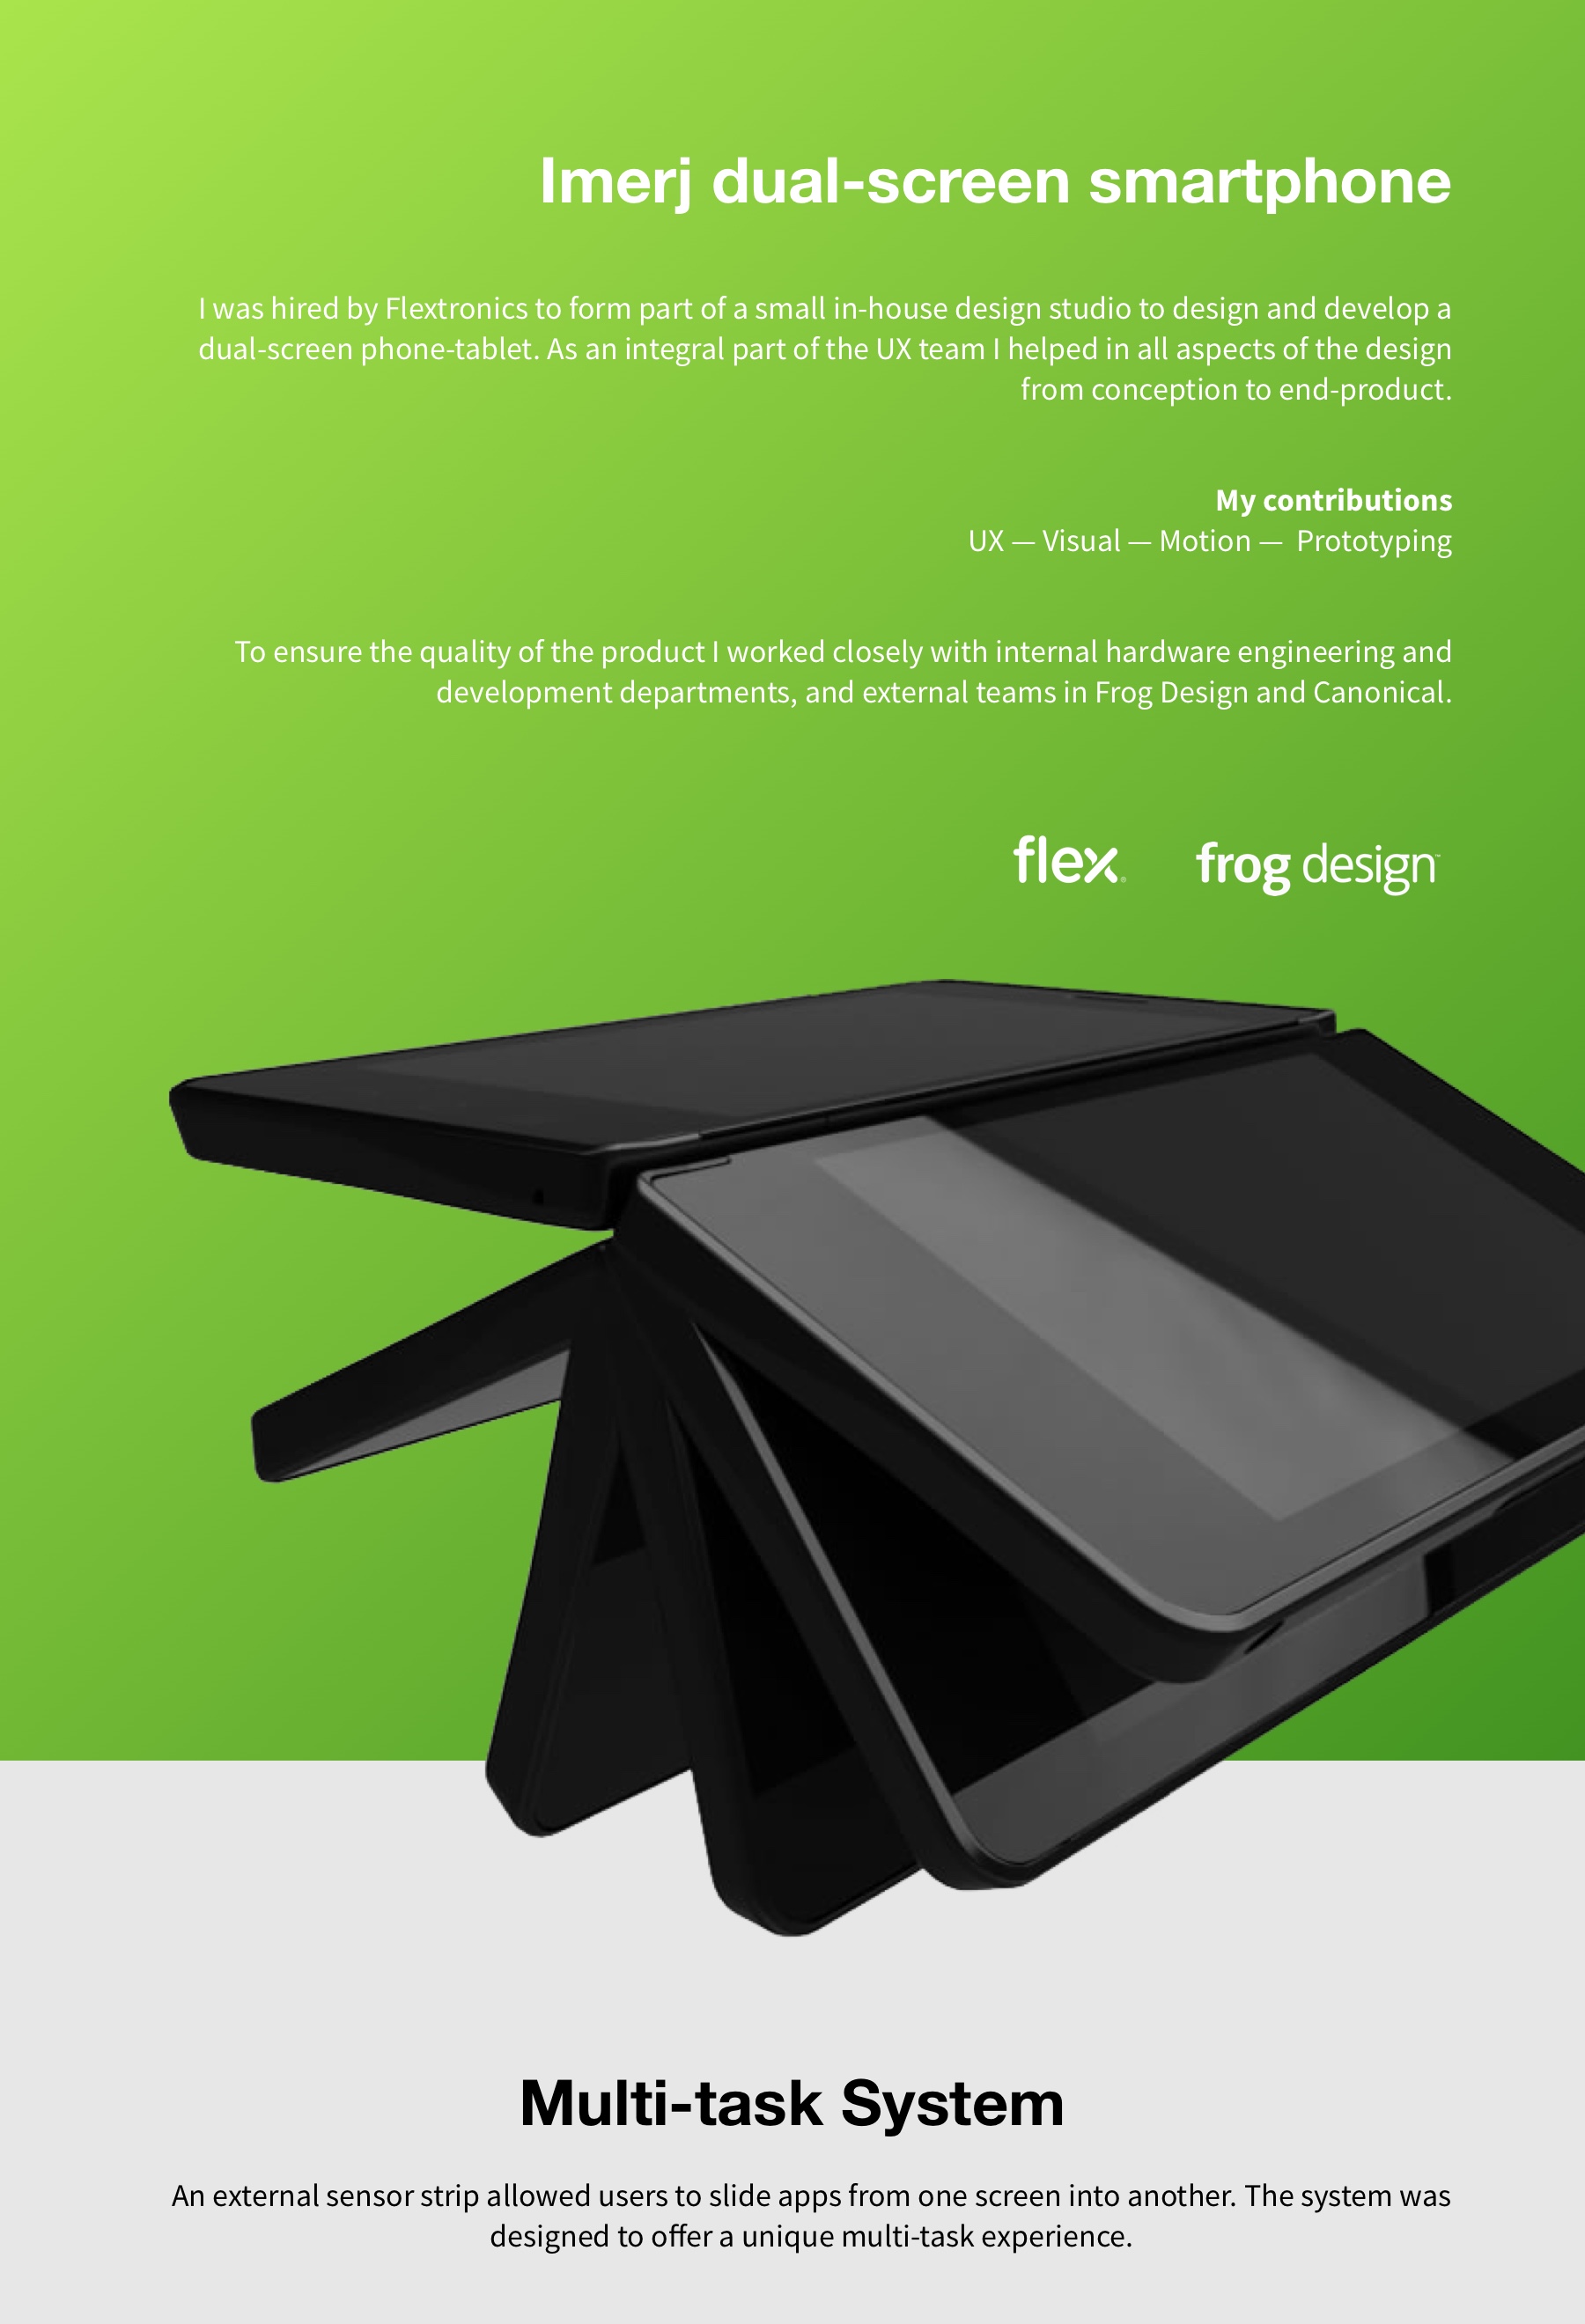 Imerj dual-screen smartphone
I was hired by Flextronics to form part of a small in-house design studio to design and develop a
dual-screen phone-tablet. As an integral part of the UX team I helped in all aspects of the design
from conception to end-product.
My contributions
UX — Visual — Motion —  Prototyping
To ensure the quality of the product I worked closely with internal hardware engineering and
development departments, and external teams in Frog Design and Canonical.
flex® frog design™
Multi-task System
An external sensor strip allowed users to slide apps from one screen into another. The system was
designed to offer a unique multi-task experience.